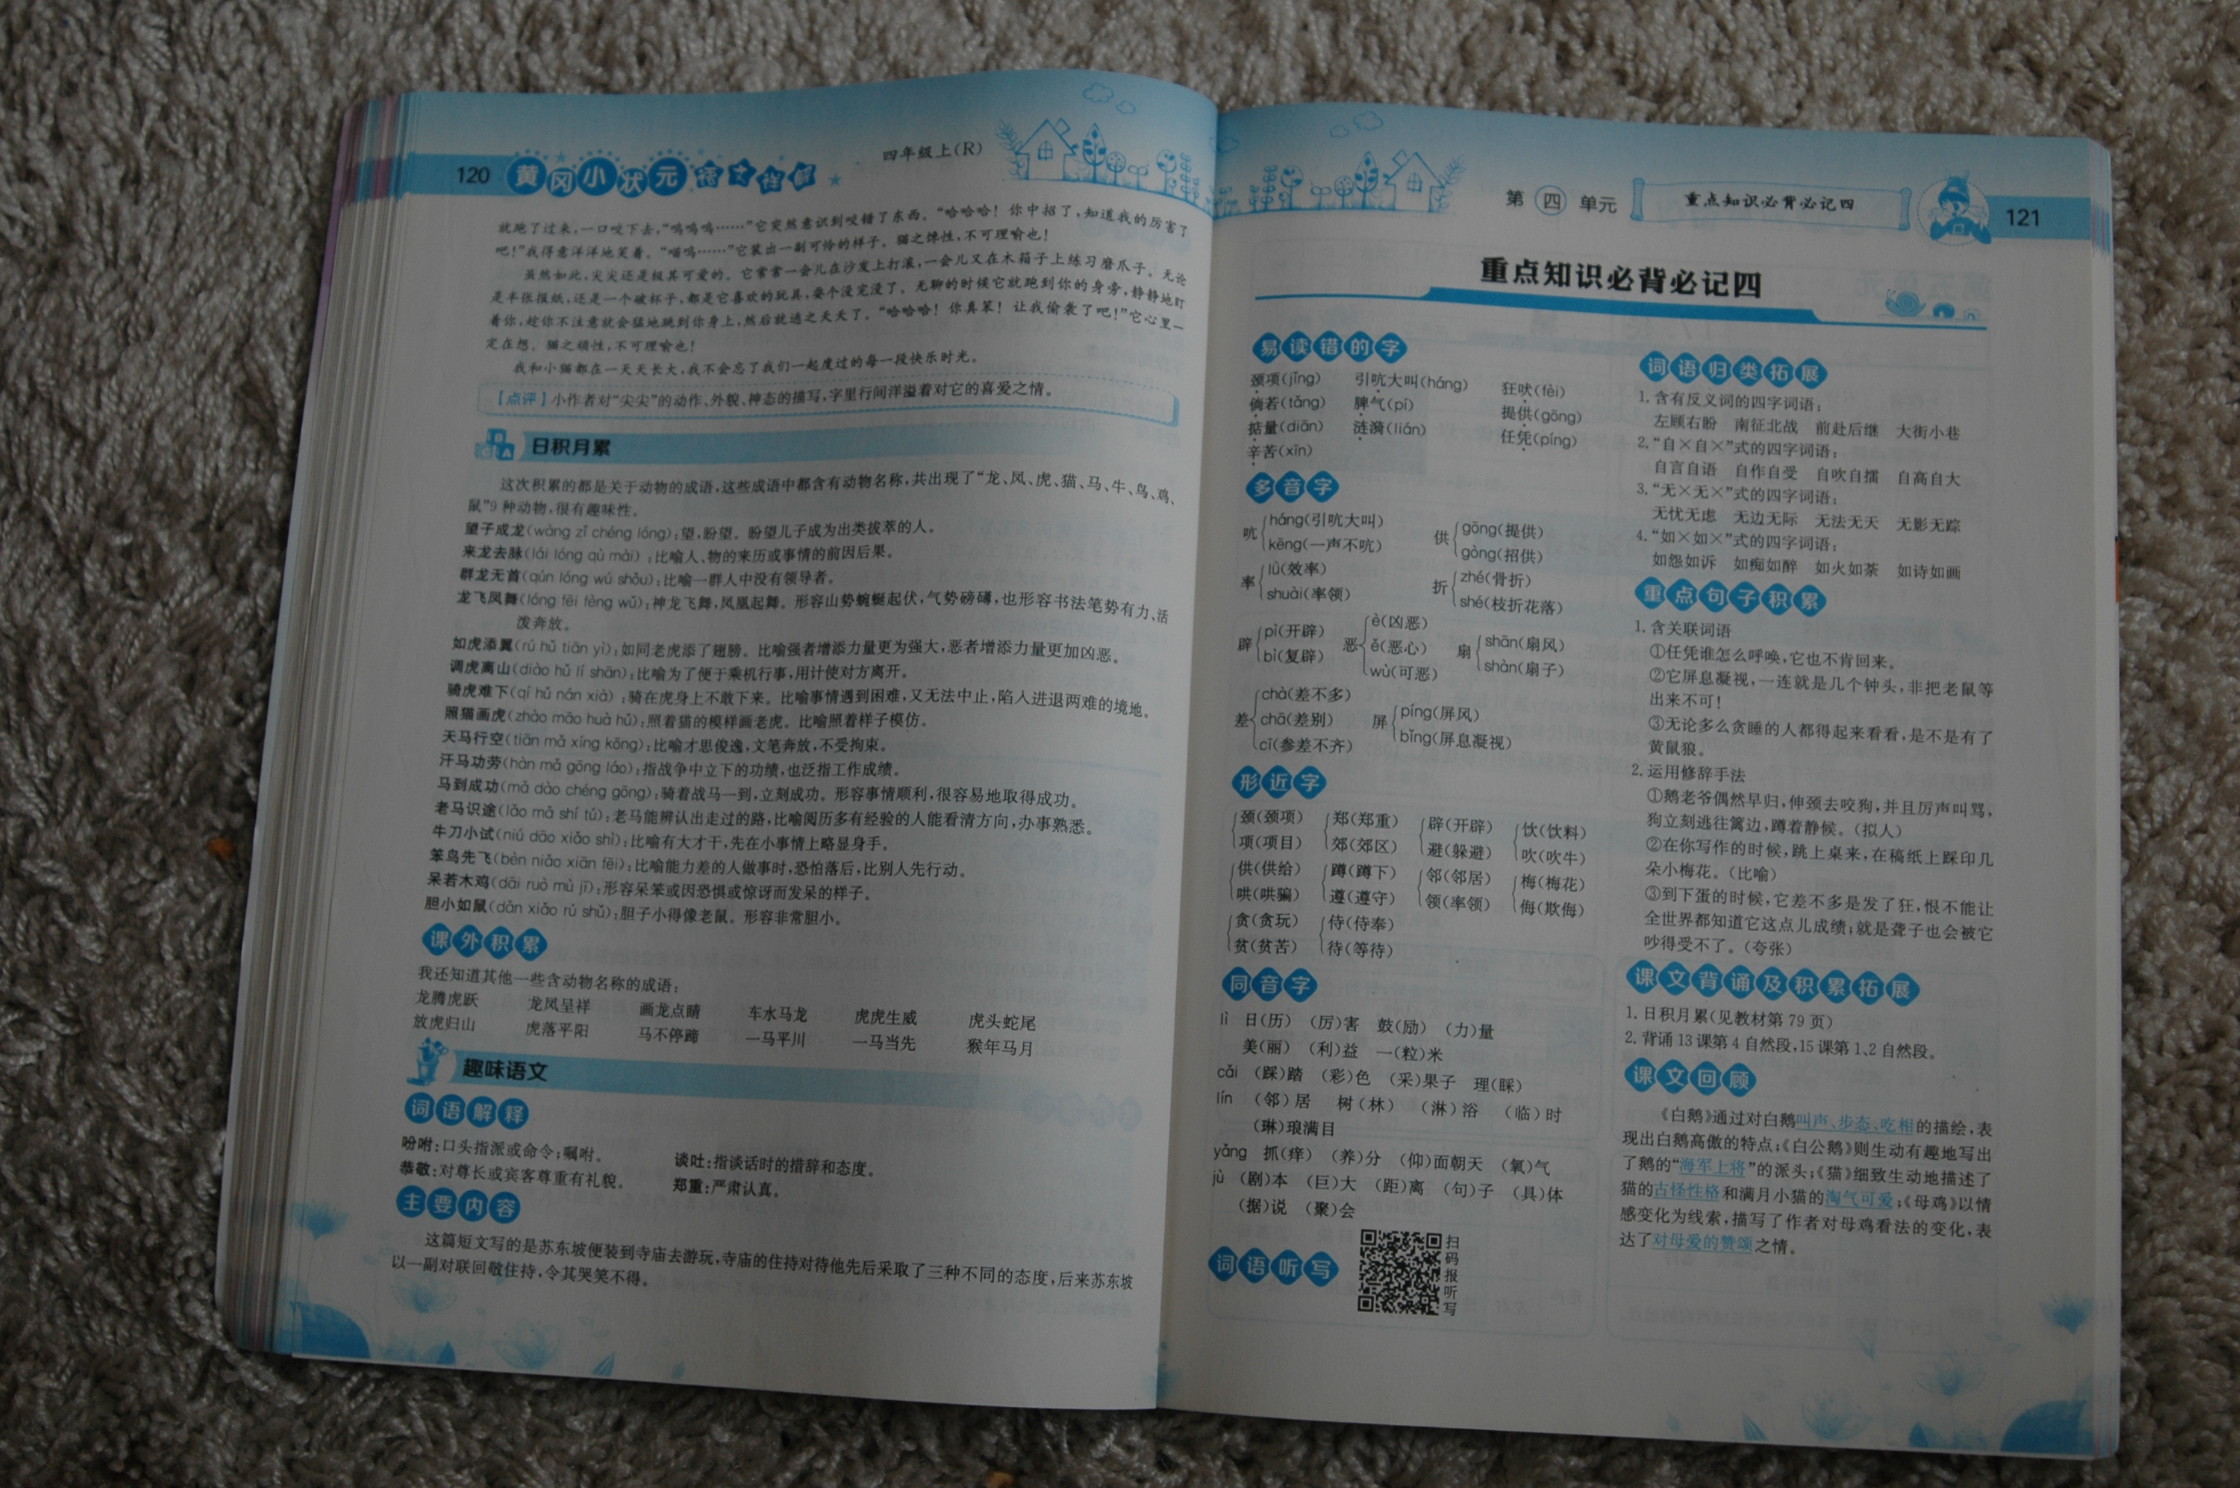 120 黄冈小状元 作文详解 四年级上(R)
就跑了过来,一口咬下去,“呜呜呜……”它突然意识到咬错了东西。“哈哈哈!你中招了,知道我的厉害了
吧!”我得意洋洋地笑着。“喵呜……”它装出一副可怜的样子。猫之馋性,不可理喻也!
虽然如此,尖尖还是极其可爱的。它常常一会儿在沙发上打滚,一会儿又在木箱子上练习磨爪子。无论
是半张报纸,还是一个破杯子,都是它喜欢的玩具,耍个没完没了。无聊的时候它就跑到你的身旁,静静地盯
着你,趁你不注意就会猛地跳到你身上,然后就逃之夭夭了。“哈哈哈!你真笨!让我偷袭了吧!”它心里一
定在想。猫之顽性,不可理喻也!
我和小猫都在一天天长大,我不会忘了我们一起度过的每一段快乐时光。
【点评】小作者对“尖尖”的动作、外貌、神态的描写,字里行间洋溢着对它的喜爱之情。
日积月累
这次积累的都是关于动物的成语,这些成语中都含有动物名称,共出现了“龙、凤、虎、猫、马、牛、鸟、鸡、
鼠”9种动物,很有趣味性。
望子成龙(wàng zǐ chéng lóng):望,盼望。盼望儿子成为出类拔萃的人。
来龙去脉(lái lóng qù mài):比喻人、物的来历或事情的前因后果。
群龙无首(qún lóng wú shǒu):比喻一群人中没有领导者。
龙飞凤舞(lóng fēi fèng wǔ):神龙飞舞,凤凰起舞。形容山势蜿蜒起伏,气势磅礴,也形容书法笔势有力、活
泼奔放。
如虎添翼(rú hǔ tiān yì):如同老虎添了翅膀。比喻强者增添力量更为强大,恶者增添力量更加凶恶。
调虎离山(diào hǔ lí shān):比喻为了便于乘机行事,用计使对方离开。
骑虎难下(qí hǔ nán xià):骑在虎身上不敢下来。比喻事情遇到困难,又无法中止,陷入进退两难的境地。
照猫画虎(zhào māo huà hǔ):照着猫的模样画老虎。比喻照着样子模仿。
天马行空(tiān mǎ xíng kōng):比喻才思俊逸,文笔奔放,不受拘束。
汗马功劳(hàn mǎ gōng láo):指战争中立下的功绩,也泛指工作成绩。
马到成功(mǎ dào chéng gōng):骑着战马一到,立刻成功。形容事情顺利,很容易地取得成功。
老马识途(lǎo mǎ shí tú):老马能辨认出走过的路,比喻阅历多有经验的人能看清方向,办事熟悉。
牛刀小试(niú dāo xiǎo shì):比喻有大才干,先在小事情上略显身手。
笨鸟先飞(bèn niǎo xiān fēi):比喻能力差的人做事时,恐怕落后,比别人先行动。
呆若木鸡(dāi ruò mù jī):形容呆笨或因恐惧或惊讶而发呆的样子。
胆小如鼠(dǎn xiǎo rú shǔ):胆子小得像老鼠。形容非常胆小。
课外积累
我还知道其他一些含动物名称的成语:
龙腾虎跃 龙凤呈祥 画龙点睛 车水马龙 虎虎生威 虎头蛇尾
放虎归山 虎落平阳 马不停蹄 一马平川 一马当先 猴年马月
趣味语文
词语解释
吩咐:口头指派或命令;嘱咐。 谈吐:指谈话时的措辞和态度。
恭敬:对尊长或宾客尊重有礼貌。 郑重:严肃认真。
主要内容
这篇短文写的是苏东坡便装到寺庙去游玩,寺庙的住持对待他先后采取了三种不同的态度,后来苏东坡
以一副对联回敬住持,令其哭笑不得。
第四单元 重点知识必背必记四 121
重点知识必背必记四
易读错的字
颈项(jǐng) 引吭大叫(háng) 狂吠(fèi)
倘若(tǎng) 脾气(pí) 提供(gōng)
掂量(diān) 涟漪(lián) 任凭(píng)
辛苦(xīn)
多音字
吭{háng(引吭大叫) kēng(一声不吭) 供{gōng(提供) gòng(招供)
率{lǜ(效率) shuài(率领) 折{zhé(骨折) shé(枝折花落)
辟{pì(开辟) bì(复辟) 恶{è(凶恶) ě(恶心) wù(可恶) 扇{shān(扇风) shàn(扇子)
差{chà(差不多) chā(差别) cī(参差不齐) 屏{píng(屏风) bǐng(屏息凝视)
形近字
{颈(颈项) 项(项目) {郑(郑重) 郊(郊区) {辟(开辟) 避(躲避) {饮(饮料) 吹(吹牛)
{供(供给) 哄(哄骗) {蹲(蹲下) 遵(遵守) {邻(邻居) 领(率领) {梅(梅花) 侮(欺侮)
{贪(贪玩) 贫(贫苦) {侍(侍奉) 待(等待)
同音字
lì 日(历) (厉)害 鼓(励) (力)量
美(丽) (利)益 一(粒)米
cǎi (踩)踏 (彩)色 (采)果子 理(睬)
lín (邻)居 树(林) (淋)浴 (临)时
(琳)琅满目
yǎng 抓(痒) (养)分 (仰)面朝天 (氧)气
jù (剧)本 (巨)大 (距)离 (句)子 (具)体
(据)说 (聚)会
词语听写
扫码报听写
词语归类拓展
1.含有反义词的四字词语:
左顾右盼 南征北战 前赴后继 大街小巷
2.“自×自×”式的四字词语:
自言自语 自作自受 自吹自擂 自高自大
3.“无×无×”式的四字词语:
无忧无虑 无边无际 无法无天 无影无踪
4.“如×如×”式的四字词语:
如怨如诉 如痴如醉 如火如荼 如诗如画
重点句子积累
1.含关联词语
①任凭谁怎么呼唤,它也不肯回来。
②它屏息凝视,一连就是几个钟头,非把老鼠等
出来不可!
③无论多么贪睡的人都得起来看看,是不是有了
黄鼠狼。
2.运用修辞手法
①鹅老爷偶然早归,伸颈去咬狗,并且厉声叫骂,
狗立刻逃往篱边,蹲着静候。(拟人)
②在你写作的时候,跳上桌来,在稿纸上踩印几
朵小梅花。(比喻)
③到下蛋的时候,它差不多是发了狂,恨不能让
全世界都知道它这点儿成绩;就是聋子也会被它
吵得受不了。(夸张)
课文背诵及积累拓展
1.日积月累(见教材第79页)
2.背诵13课第4自然段,15课第1、2自然段。
课文回顾
《白鹅》通过对白鹅叫声、步态、吃相的描绘,表
现出白鹅高傲的特点;《白公鹅》则生动有趣地写出
了鹅的“海军上将”的派头;《猫》细致生动地描述了
猫的古怪性格和满月小猫的淘气可爱;《母鸡》以情
感变化为线索,描写了作者对母鸡看法的变化,表
达了对母爱的赞颂之情。